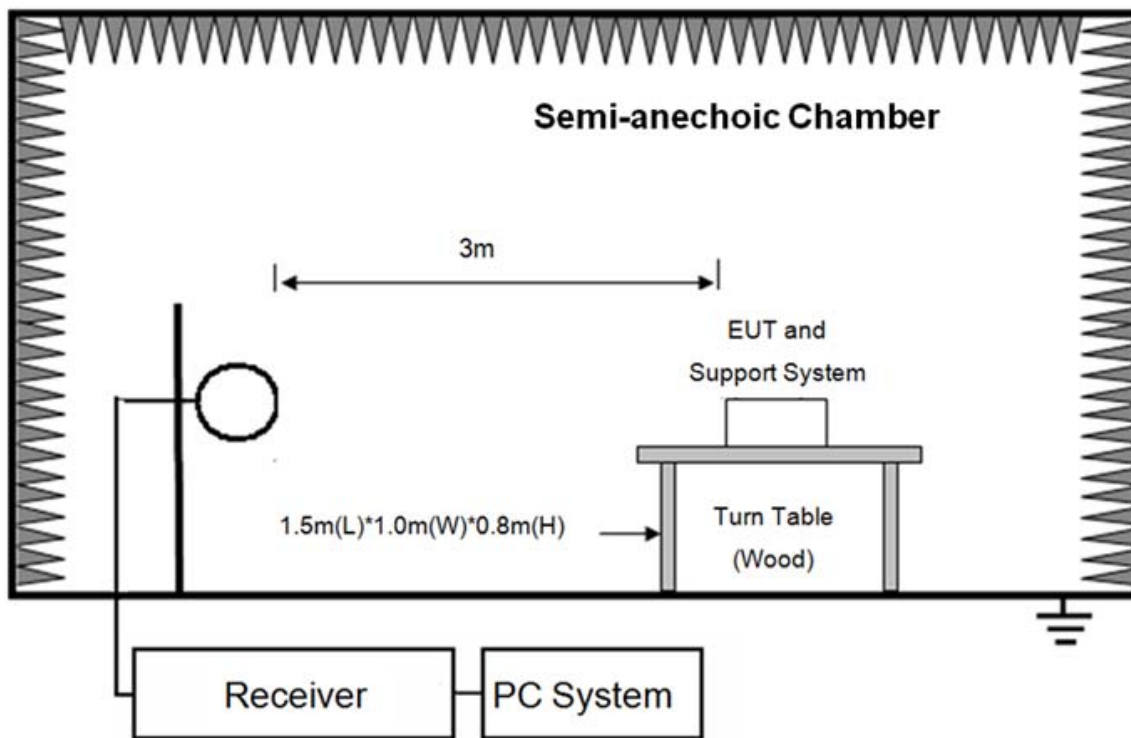 Semi-anechoic Chamber
3m
EUT and
Support System
1.5m(L)*1.0m(W)*0.8m(H)
Turn Table
(Wood)
Receiver
PC System